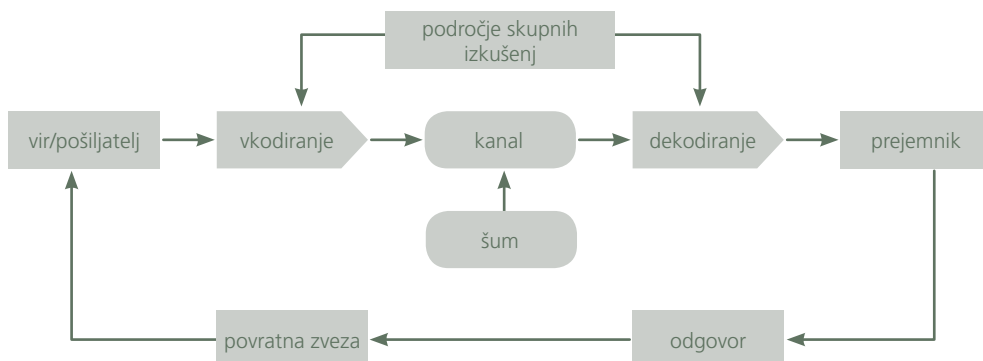 področje skupnih
izkušenj
vir/pošiljatelj
vkodiranje
kanal
dekodiranje
prejemnik
šum
povratna zveza
odgovor